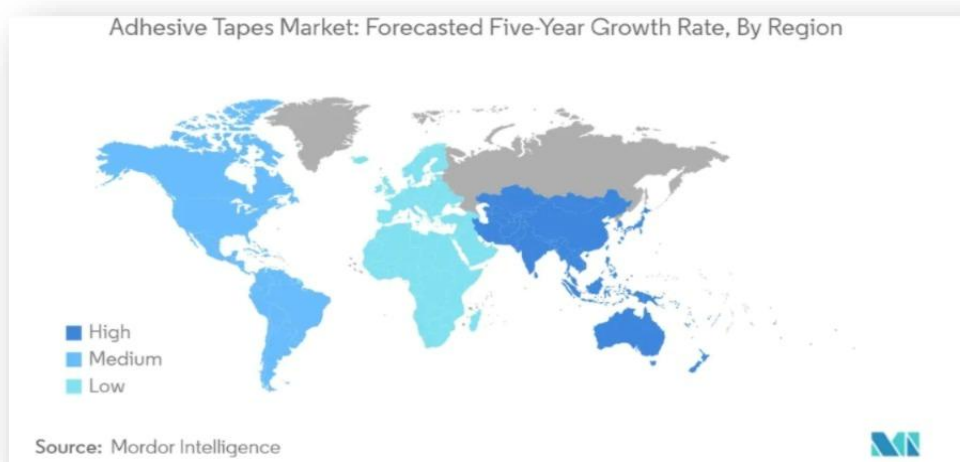 Adhesive Tapes Market: Forecasted Five-Year Growth Rate, By Region
High
Medium
Low
Source: Mordor Intelligence